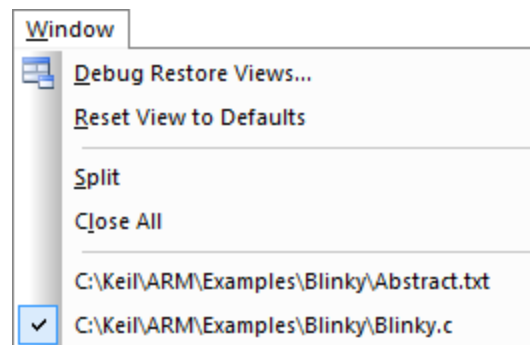 Window
Debug Restore Views...
Reset View to Defaults
Split
Close All
C:\Keil\ARM\Examples\Blinky\Abstract.txt
C:\Keil\ARM\Examples\Blinky\Blinky.c